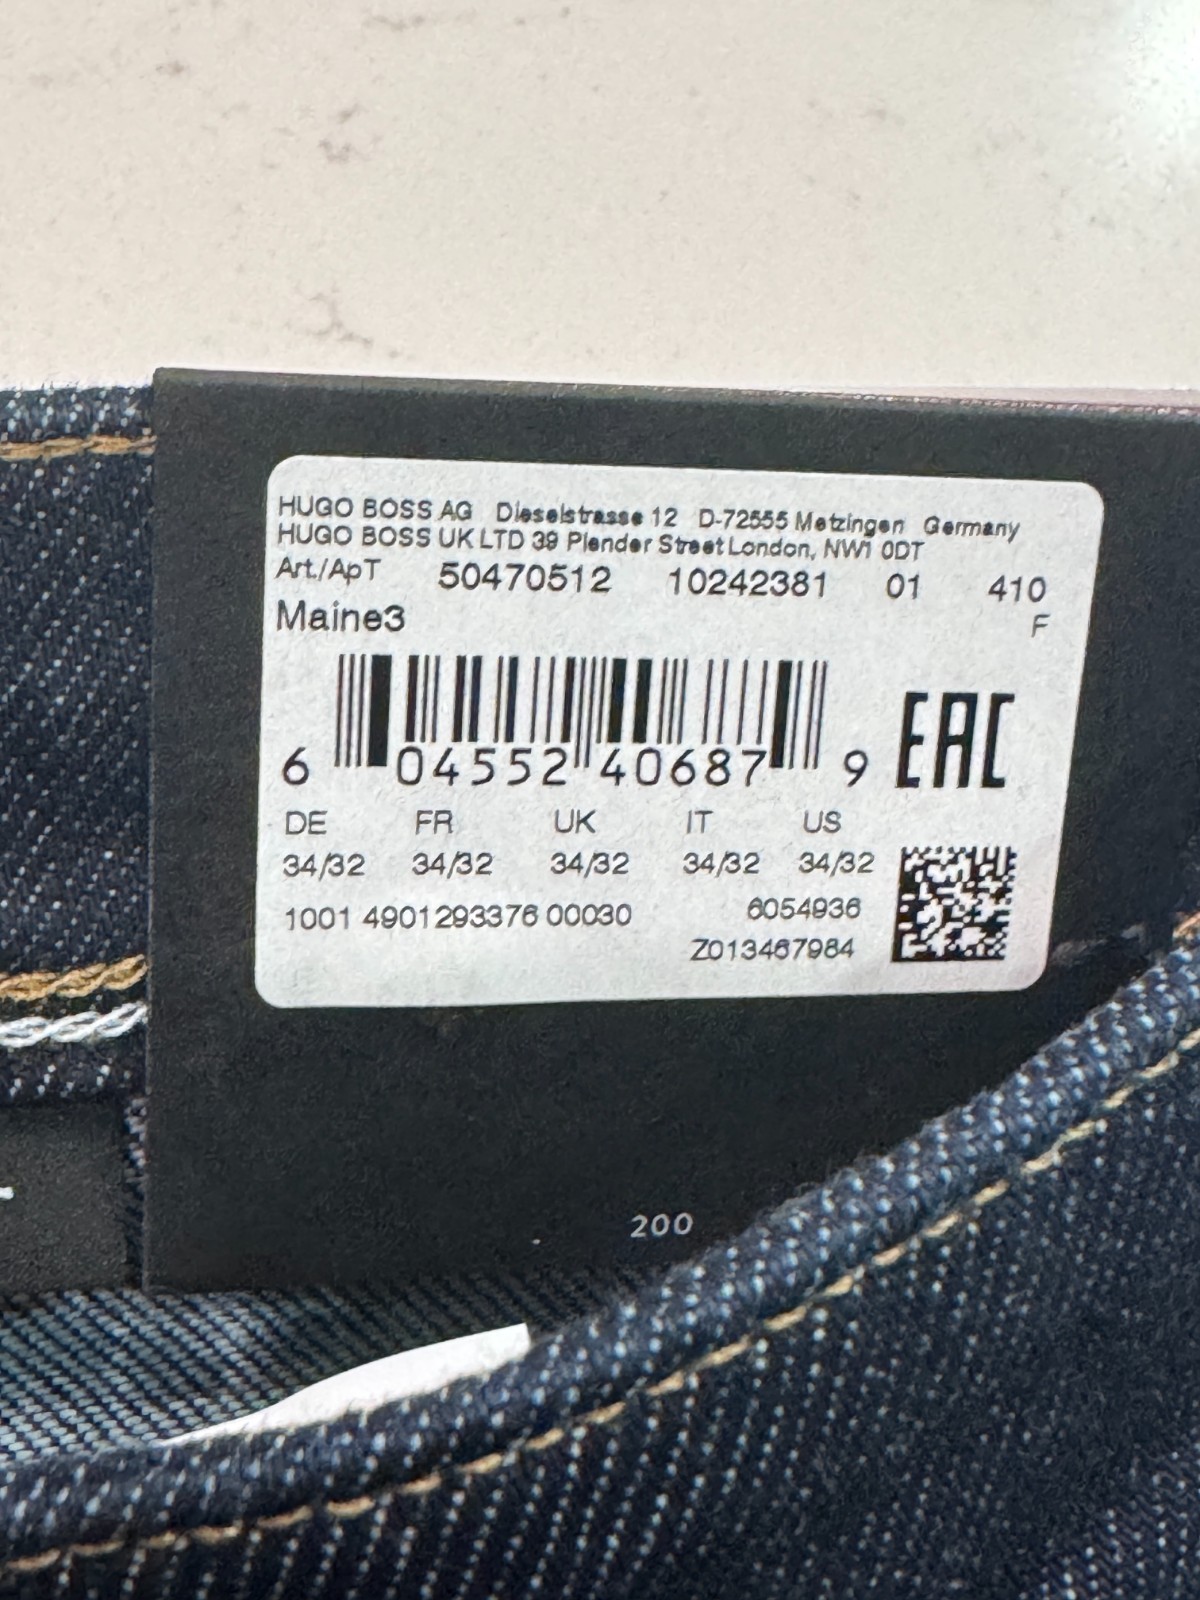 HUGO BOSS AG Dieselstrasse 12 D-72555 Metzingen Germany
HUGO BOSS UK LTD 39 Plender Street London, NW1 0DT
Art./ApT 50470512 10242381 01 410
Maine3 F
6 04552 40687 9 EAC
DE FR UK IT US
34/32 34/32 34/32 34/32 34/32
1001 4901293376 00030 6054936
Z013467984
200